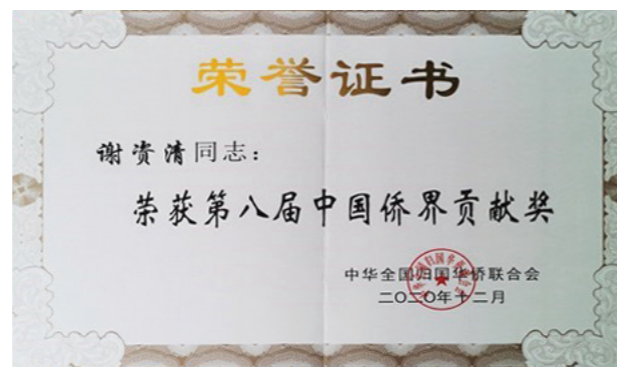 荣誉证书
谢资清同志：
荣获第八届中国侨界贡献奖
中华全国归国华侨联合会
二〇二〇年十二月